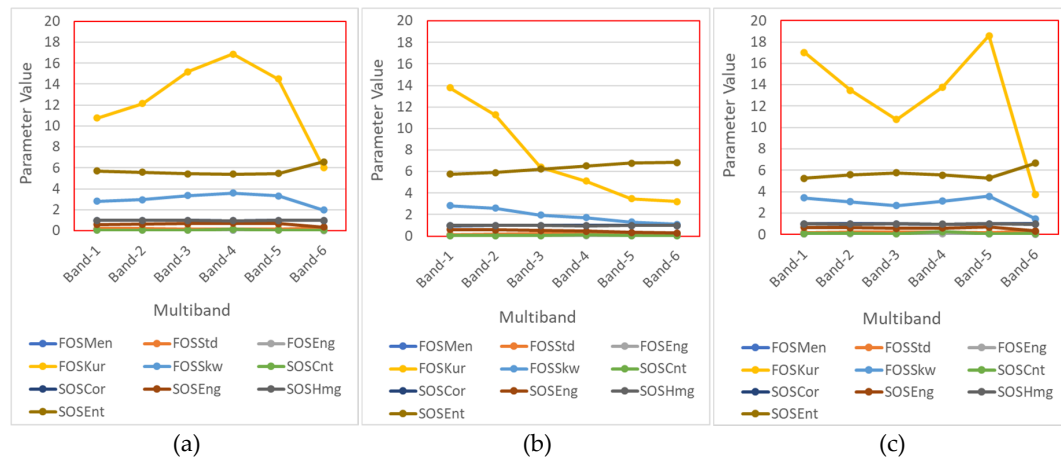 20
18
16
14
12
10
8
6
4
2
0
Parameter Value
Band-1 Band-2 Band-3 Band-4 Band-5 Band-6
Multiband
FOSMen FOSStd FOSEng
FOSKur FOSSkw SOSCnt
SOSCor SOSEng SOSHmg
SOSEnt
(a)
20
18
16
14
12
10
8
6
4
2
0
Parameter Value
Band-1 Band-2 Band-3 Band-4 Band-5 Band-6
Multiband
FOSMen FOSStd FOSEng
FOSKur FOSSkw SOSCnt
SOSCor SOSEng SOSHmg
SOSEnt
(b)
20
18
16
14
12
10
8
6
4
2
0
Parameter Value
Band-1 Band-2 Band-3 Band-4 Band-5 Band-6
Multiband
FOSMen FOSStd FOSEng
FOSKur FOSSkw SOSCnt
SOSCor SOSEng SOSHmg
SOSEnt
(c)